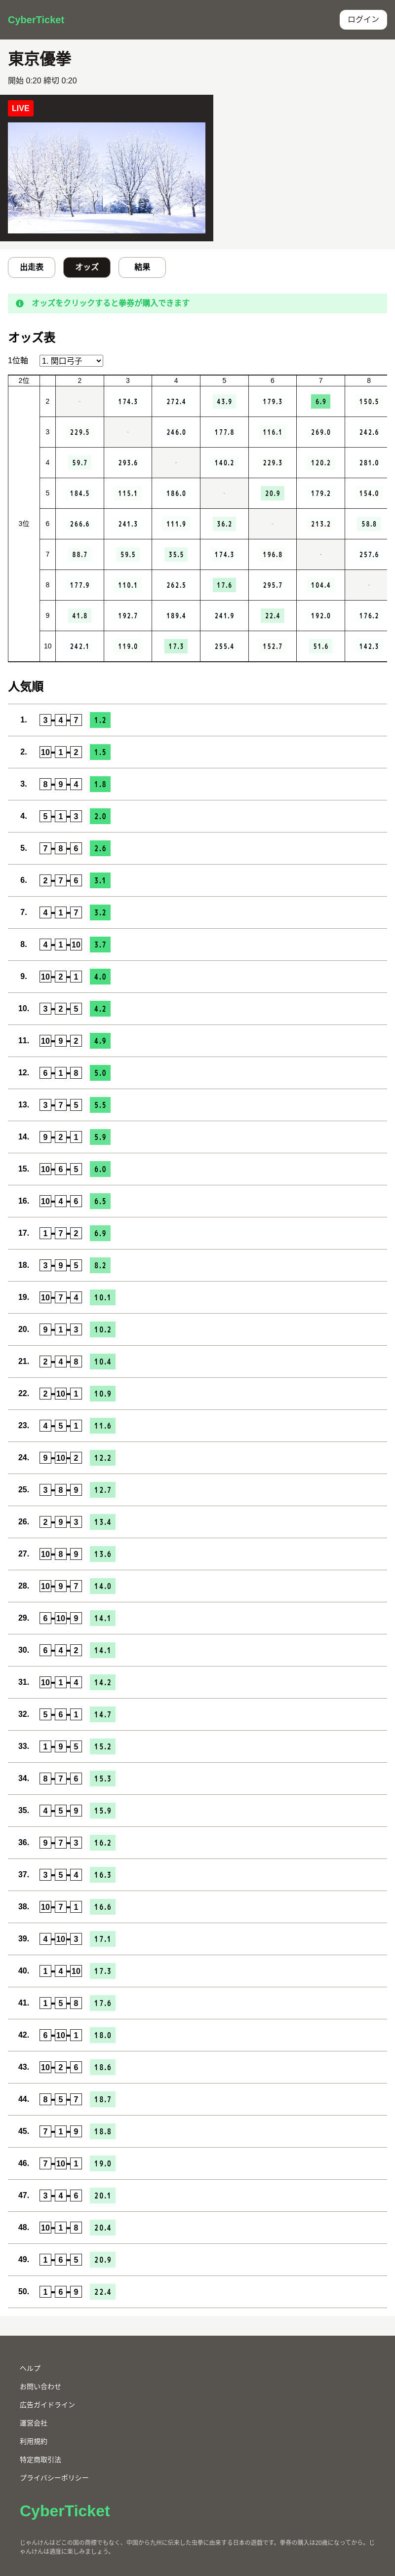 CyberTicket
ログイン
東京優拳
開始 0:20 締切 0:20
LIVE
出走表
オッズ
結果
オッズをクリックすると拳券が購入できます
オッズ表
1位軸 1. 関口弓子
2位 2 3 4 5 6 7 8
3位
2 - 174.3 272.4 43.9 179.3 6.9 150.5
3 229.5 - 246.0 177.8 116.1 269.0 242.6
4 59.7 293.6 - 140.2 229.3 120.2 281.0
5 184.5 115.1 186.0 - 20.9 179.2 154.0
6 266.6 241.3 111.9 36.2 - 213.2 58.8
7 88.7 59.5 35.5 174.3 196.8 - 257.6
8 177.9 110.1 262.5 17.6 295.7 104.4 -
9 41.8 192.7 189.4 241.9 22.4 192.0 176.2
10 242.1 119.0 17.3 255.4 152.7 51.6 142.3
人気順
1. 3-4-7 1.2
2. 10-1-2 1.5
3. 8-9-4 1.8
4. 5-1-3 2.0
5. 7-8-6 2.6
6. 2-7-6 3.1
7. 4-1-7 3.2
8. 4-1-10 3.7
9. 10-2-1 4.0
10. 3-2-5 4.2
11. 10-9-2 4.9
12. 6-1-8 5.0
13. 3-7-5 5.5
14. 9-2-1 5.9
15. 10-6-5 6.0
16. 10-4-6 6.5
17. 1-7-2 6.9
18. 3-9-5 8.2
19. 10-7-4 10.1
20. 9-1-3 10.2
21. 2-4-8 10.4
22. 2-10-1 10.9
23. 4-5-1 11.6
24. 9-10-2 12.2
25. 3-8-9 12.7
26. 2-9-3 13.4
27. 10-8-9 13.6
28. 10-9-7 14.0
29. 6-10-9 14.1
30. 6-4-2 14.1
31. 10-1-4 14.2
32. 5-6-1 14.7
33. 1-9-5 15.2
34. 8-7-6 15.3
35. 4-5-9 15.9
36. 9-7-3 16.2
37. 3-5-4 16.3
38. 10-7-1 16.6
39. 4-10-3 17.1
40. 1-4-10 17.3
41. 1-5-8 17.6
42. 6-10-1 18.0
43. 10-2-6 18.6
44. 8-5-7 18.7
45. 7-1-9 18.8
46. 7-10-1 19.0
47. 3-4-6 20.1
48. 10-1-8 20.4
49. 1-6-5 20.9
50. 1-6-9 22.4
ヘルプ
お問い合わせ
広告ガイドライン
運営会社
利用規約
特定商取引法
プライバシーポリシー
CyberTicket
じゃんけんはどこの国の商標でもなく、中国から九州に伝来した虫拳に由来する日本の遊戯です。拳券の購入は20歳になってから。じ
ゃんけんは適度に楽しみましょう。